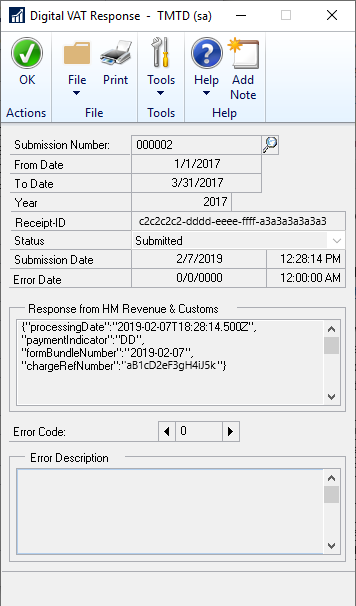 Digital VAT Response - TMTD (sa)
OK File Print Tools Help Add Note
Actions File Tools Help
Submission Number: 000002
From Date 1/1/2017
To Date 3/31/2017
Year 2017
Receipt-ID c2c2c2c2-dddd-eeee-ffff-a3a3a3a3a3a3
Status Submitted
Submission Date 2/7/2019 12:28:14 PM
Error Date 0/0/0000 12:00:00 AM
Response from HM Revenue & Customs
{"processingDate":"2019-02-07T18:28:14.500Z",
"paymentIndicator":"DD",
"formBundleNumber":"2019-02-07",
"chargeRefNumber":"aB1cD2eF3gH4iJ5k"}
Error Code: 0
Error Description